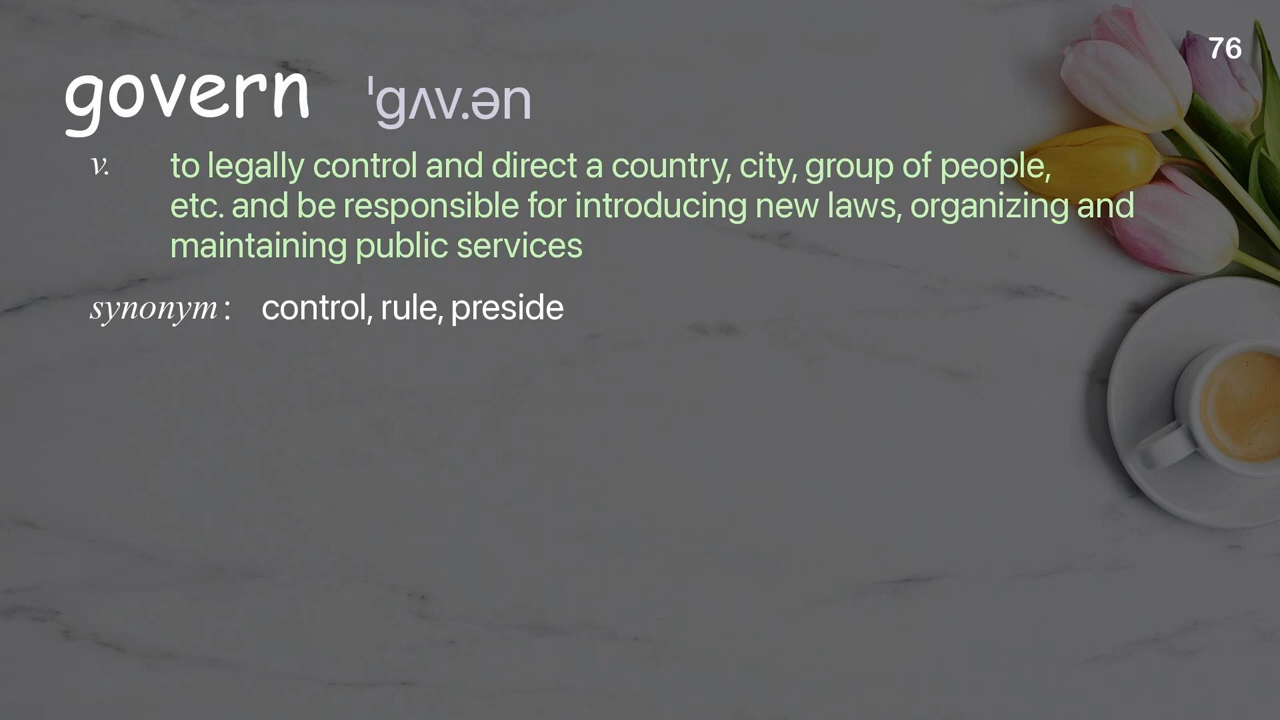 76
govern ˈgʌv.ən
v. to legally control and direct a country, city, group of people,
etc. and be responsible for introducing new laws, organizing and
maintaining public services
synonym: control, rule, preside